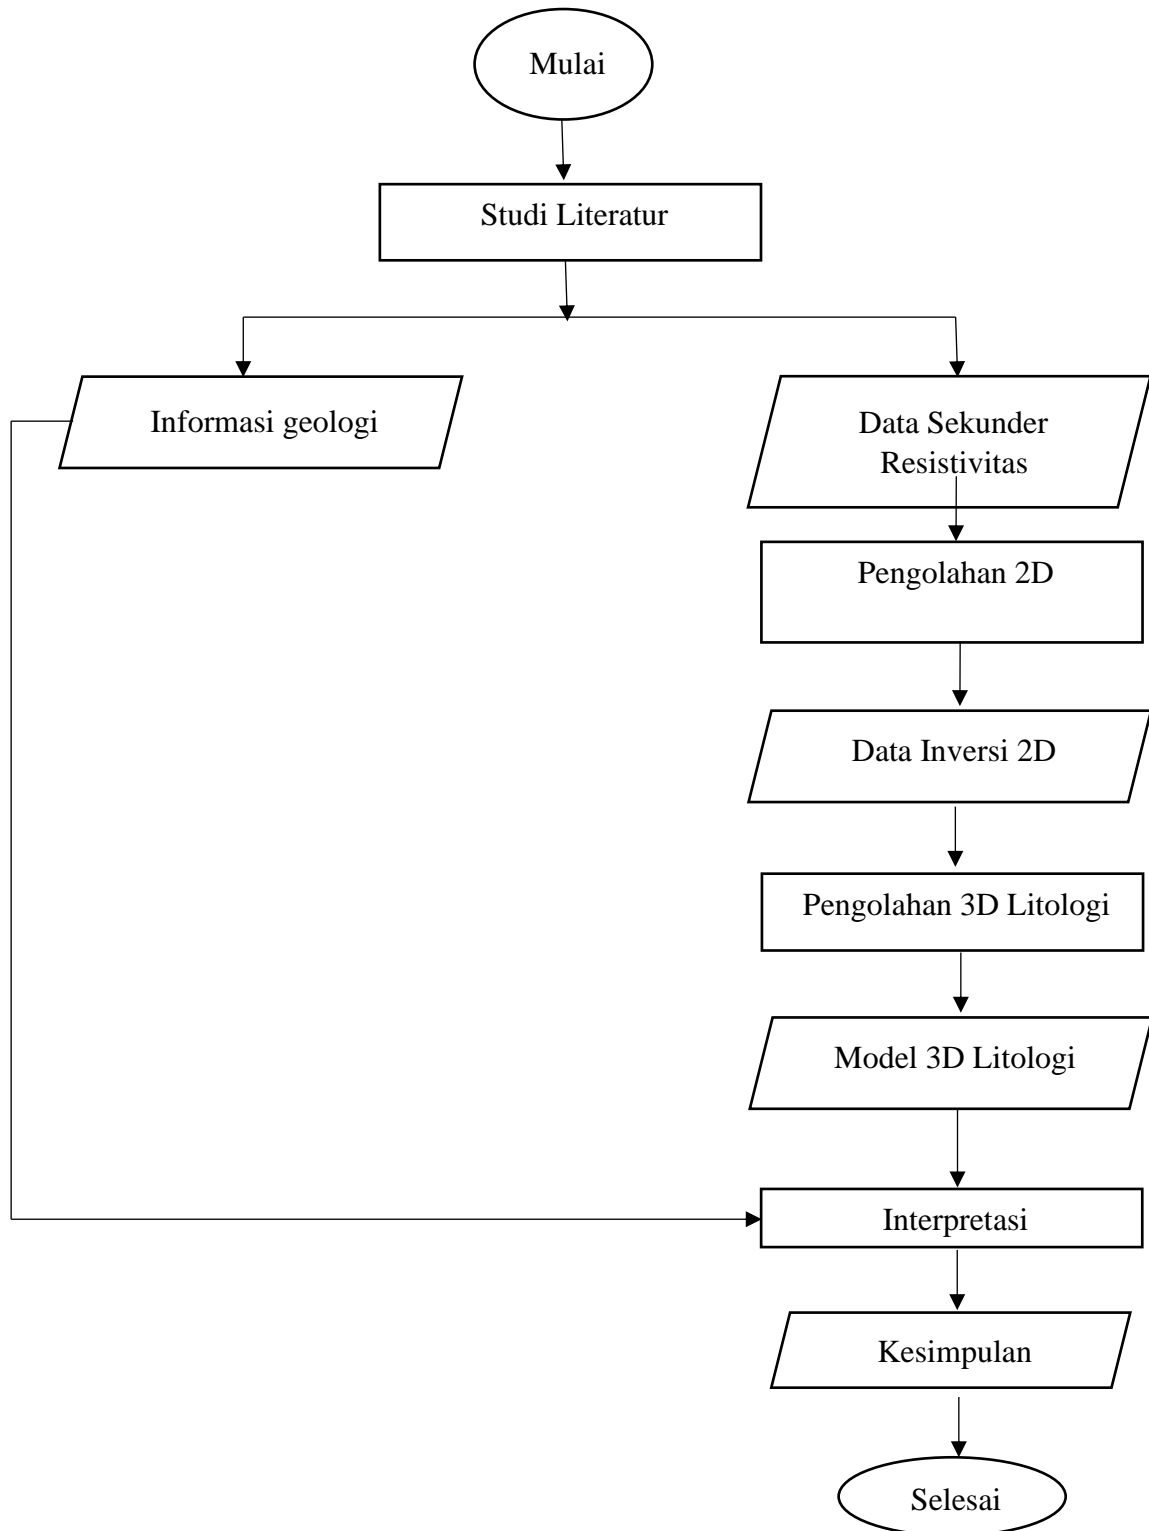 Mulai
Studi Literatur
Informasi geologi
Data Sekunder
Resistivitas
Pengolahan 2D
Data Inversi 2D
Pengolahan 3D Litologi
Model 3D Litologi
Interpretasi
Kesimpulan
Selesai